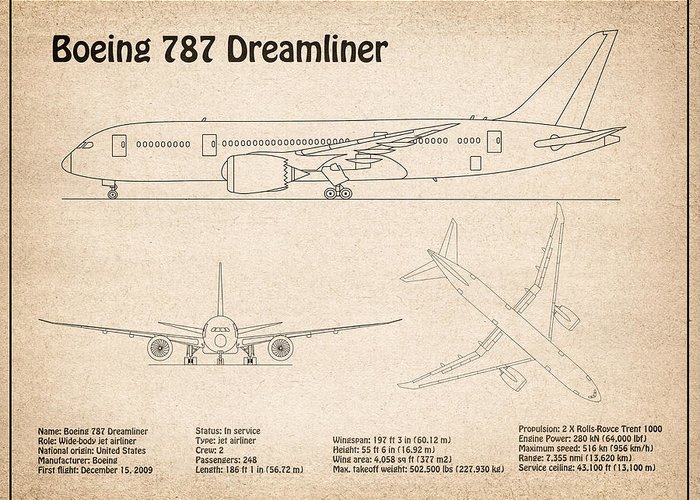 Boeing 787 Dreamliner
Name: Boeing 787 Dreamliner
Role: Wide-body jet airliner
National origin: United States
Manufacturer: Boeing
First flight: December 15, 2009
Status: In service
Type: jet airliner
Crew: 2
Passengers: 248
Length: 186 ft 1 in (56.72 m)
Wingspan: 197 ft 3 in (60.12 m)
Height: 55 ft 6 in (16.92 m)
Wing area: 4,058 sq ft (377 m2)
Max. takeoff weight: 502,500 lbs (227,930 kg)
Propulsion: 2 X Rolls-Royce Trent 1000
Engine Power: 280 kN (64,000 lbf)
Maximum speed: 516 kn (956 km/h)
Range: 7,355 nmi (13,620 km)
Service ceiling: 43,100 ft (13,100 m)